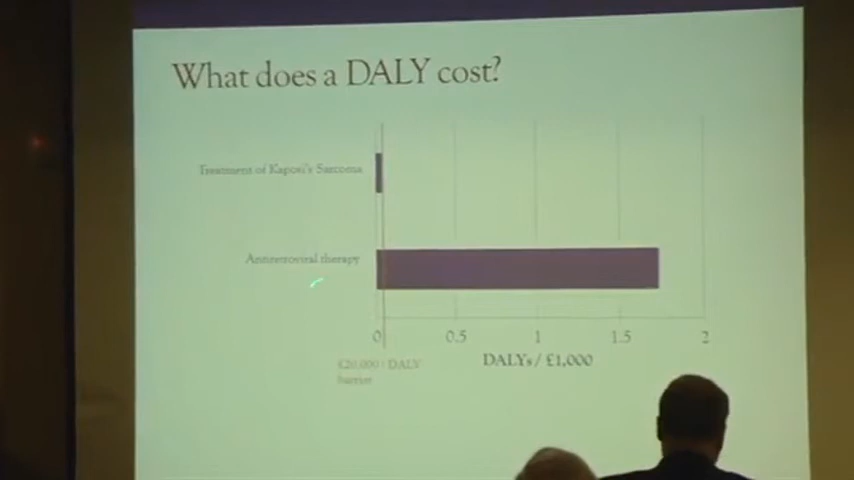 What does a DALY cost?
Treatment of Kaposi's Sarcoma
Antiretroviral therapy
0 0.5 1 1.5 2
£20,000 / DALY
barrier
DALYs / £1,000